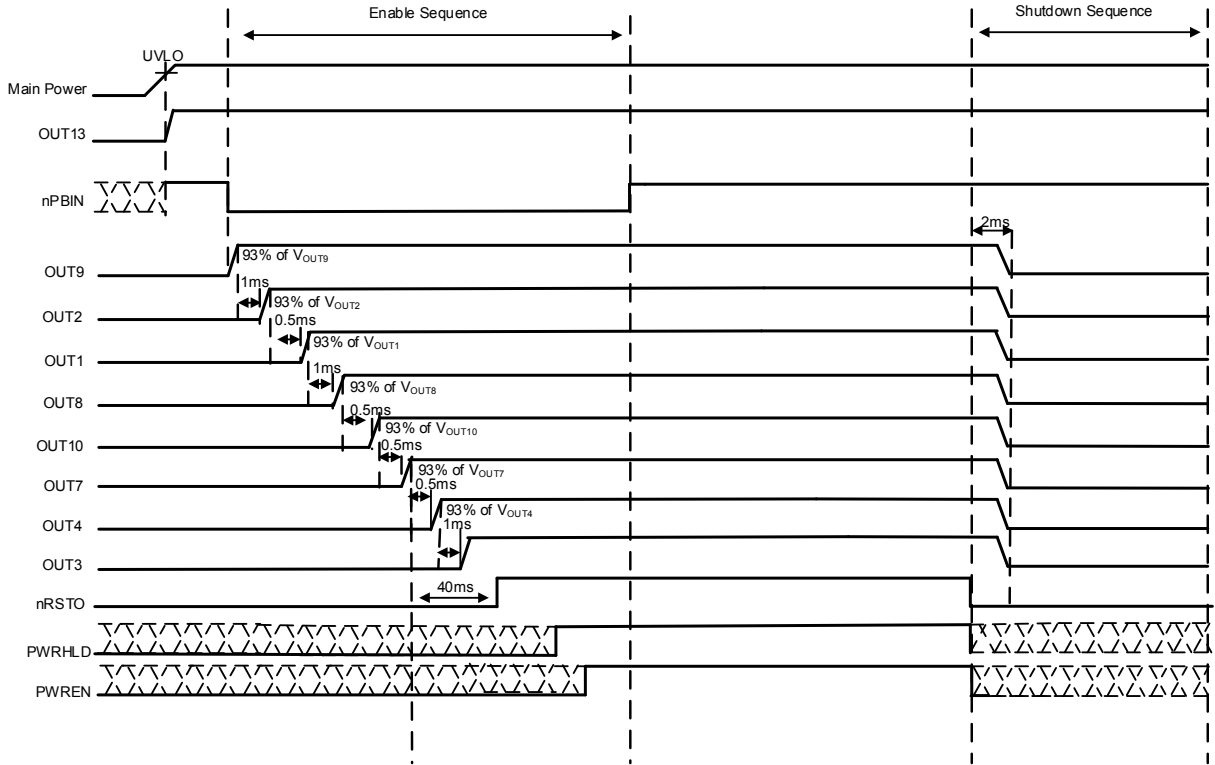 Enable Sequence
Shutdown Sequence
UVLO
Main Power
OUT13
nPBIN
2ms
93% of VOUT9
OUT9
1ms
93% of VOUT2
OUT2
0.5ms
93% of VOUT1
OUT1
1ms
93% of VOUT8
OUT8
0.5ms
93% of VOUT10
OUT10
0.5ms
93% of VOUT7
OUT7
0.5ms
93% of VOUT4
OUT4
1ms
OUT3
40ms
nRSTO
PWRHLD
PWREN